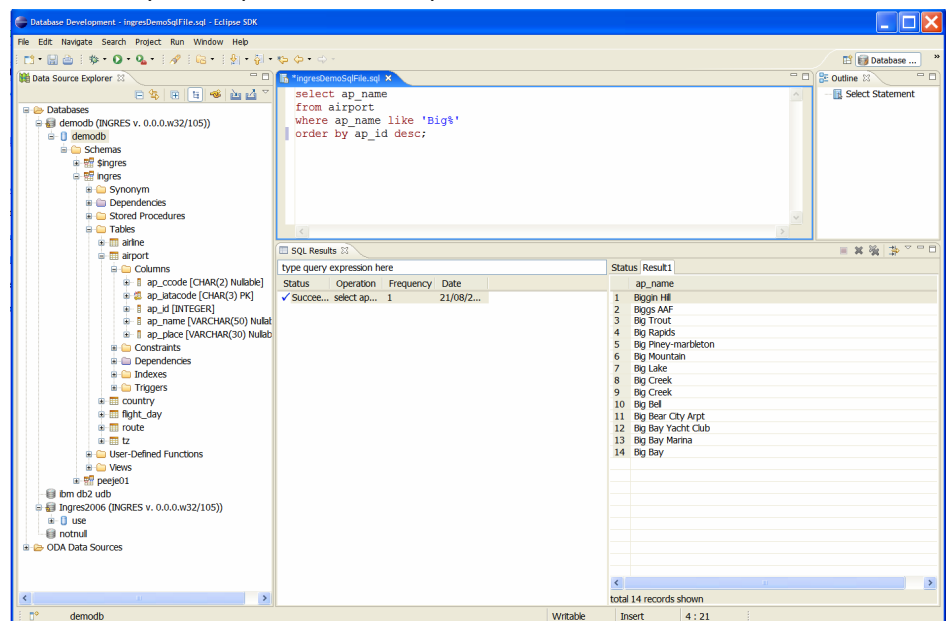 Database Development - ingresDemoSqlFile.sql - Eclipse SDK
File Edit Navigate Search Project Run Window Help
Database ...
»
Data Source Explorer
Databases
demodb (INGRES v. 0.0.0.w32/105))
demodb
Schemas
$ingres
ingres
Synonym
Dependencies
Stored Procedures
Tables
airline
airport
Columns
ap_ccode [CHAR(2) Nullable]
ap_iatacode [CHAR(3) PK]
ap_id [INTEGER]
ap_name [VARCHAR(50) Nullab
ap_place [VARCHAR(30) Nullab
Constraints
Dependencies
Indexes
Triggers
country
flight_day
route
tz
User-Defined Functions
Views
peeje01
ibm db2 udb
Ingres2006 (INGRES v. 0.0.0.w32/105))
use
notnull
ODA Data Sources
*ingresDemoSqlFile.sql
select ap_name
from airport
where ap_name like 'Big%'
order by ap_id desc;
Outline
Select Statement
SQL Results
type query expression here
Status Operation Frequency Date
Succee... select ap... 1 21/08/2...
Status Result1
ap_name
1 Biggin Hill
2 Biggs AAF
3 Big Trout
4 Big Rapids
5 Big Piney-marbleton
6 Big Mountain
7 Big Lake
8 Big Creek
9 Big Creek
10 Big Bell
11 Big Bear City Arpt
12 Big Bay Yacht Club
13 Big Bay Marina
14 Big Bay
total 14 records shown
demodb
Writable Insert 4 : 21